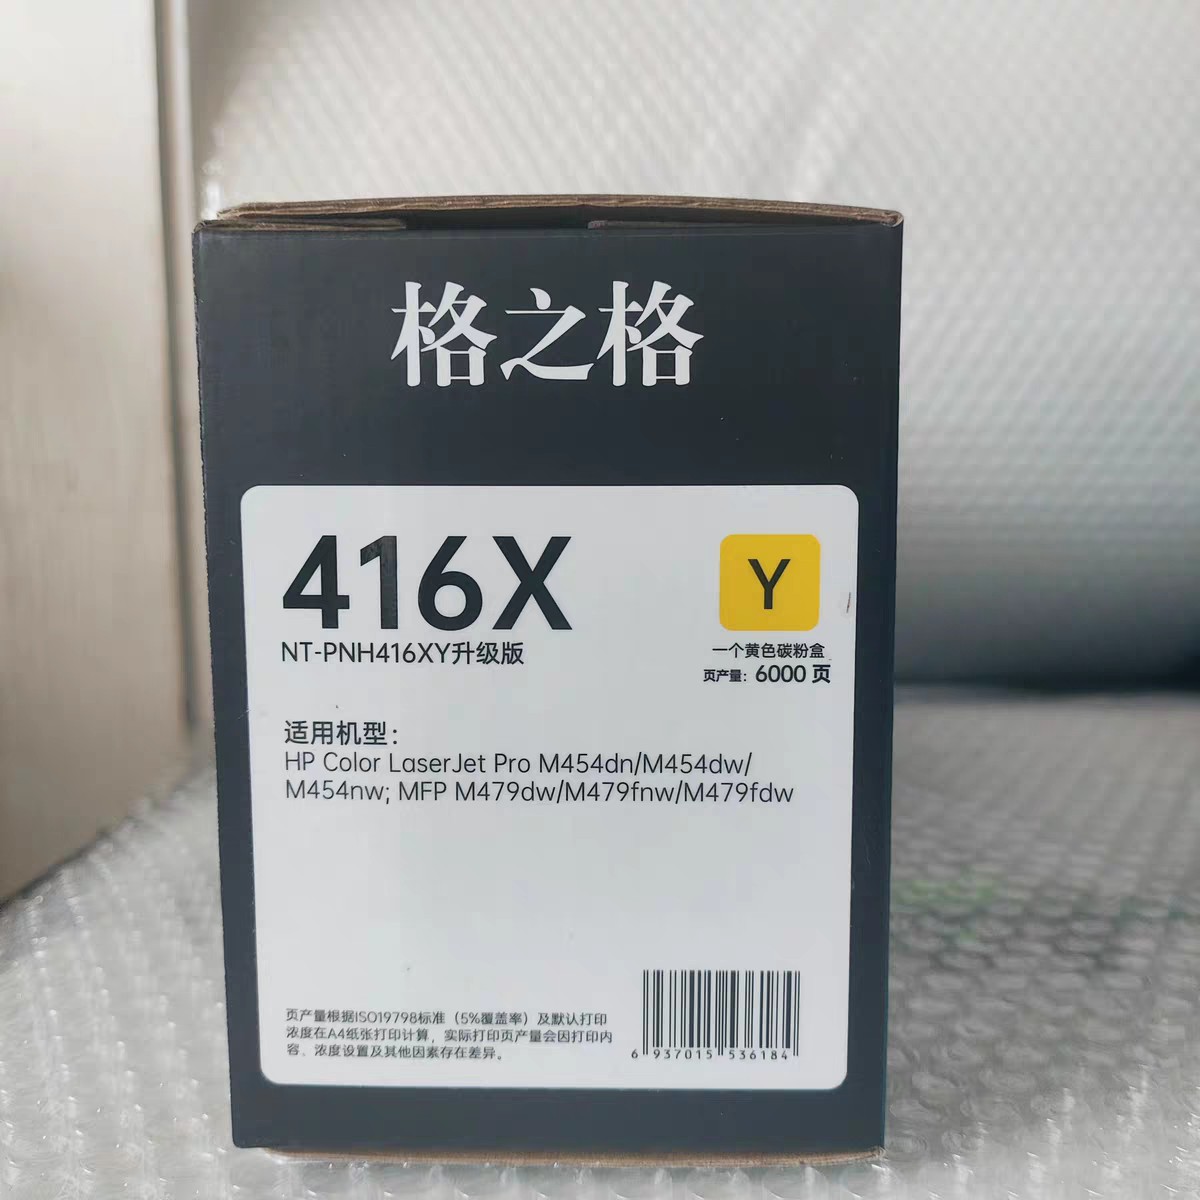 格之格
416X
NT-PNH416XY升级版
Y
一个黄色碳粉盒
页产量：6000 页
适用机型：
HP Color LaserJet Pro M454dn/M454dw/
M454nw; MFP M479dw/M479fnw/M479fdw
页产量根据ISO19798标准（5%覆盖率）及默认打印
浓度在A4纸张打印计算，实际打印页产量会因打印内
容、浓度设置及其他因素存在差异。
6 937015 536184